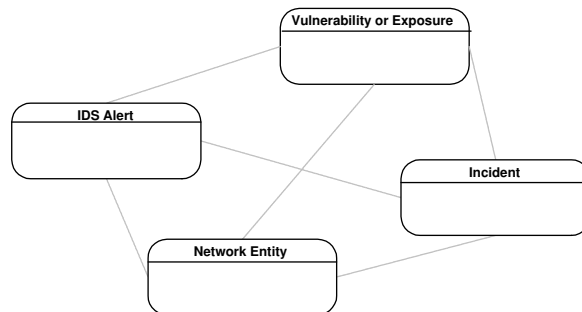 Vulnerability or Exposure
IDS Alert
Incident
Network Entity